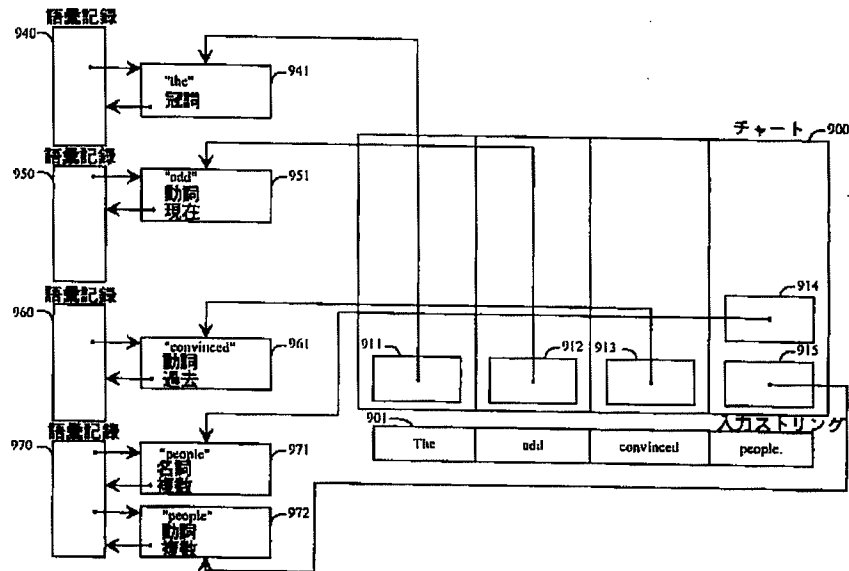 語彙記録
940
"the"
冠詞
941
語彙記録
950
"odd"
動詞
現在
951
チャート
900
語彙記録
960
"convinced"
動詞
過去
961
914
911
912
913
915
語彙記録
970
901
入力ストリング
"people"
名詞
複数
971
The
odd
convinced
people.
"people"
動詞
複数
972